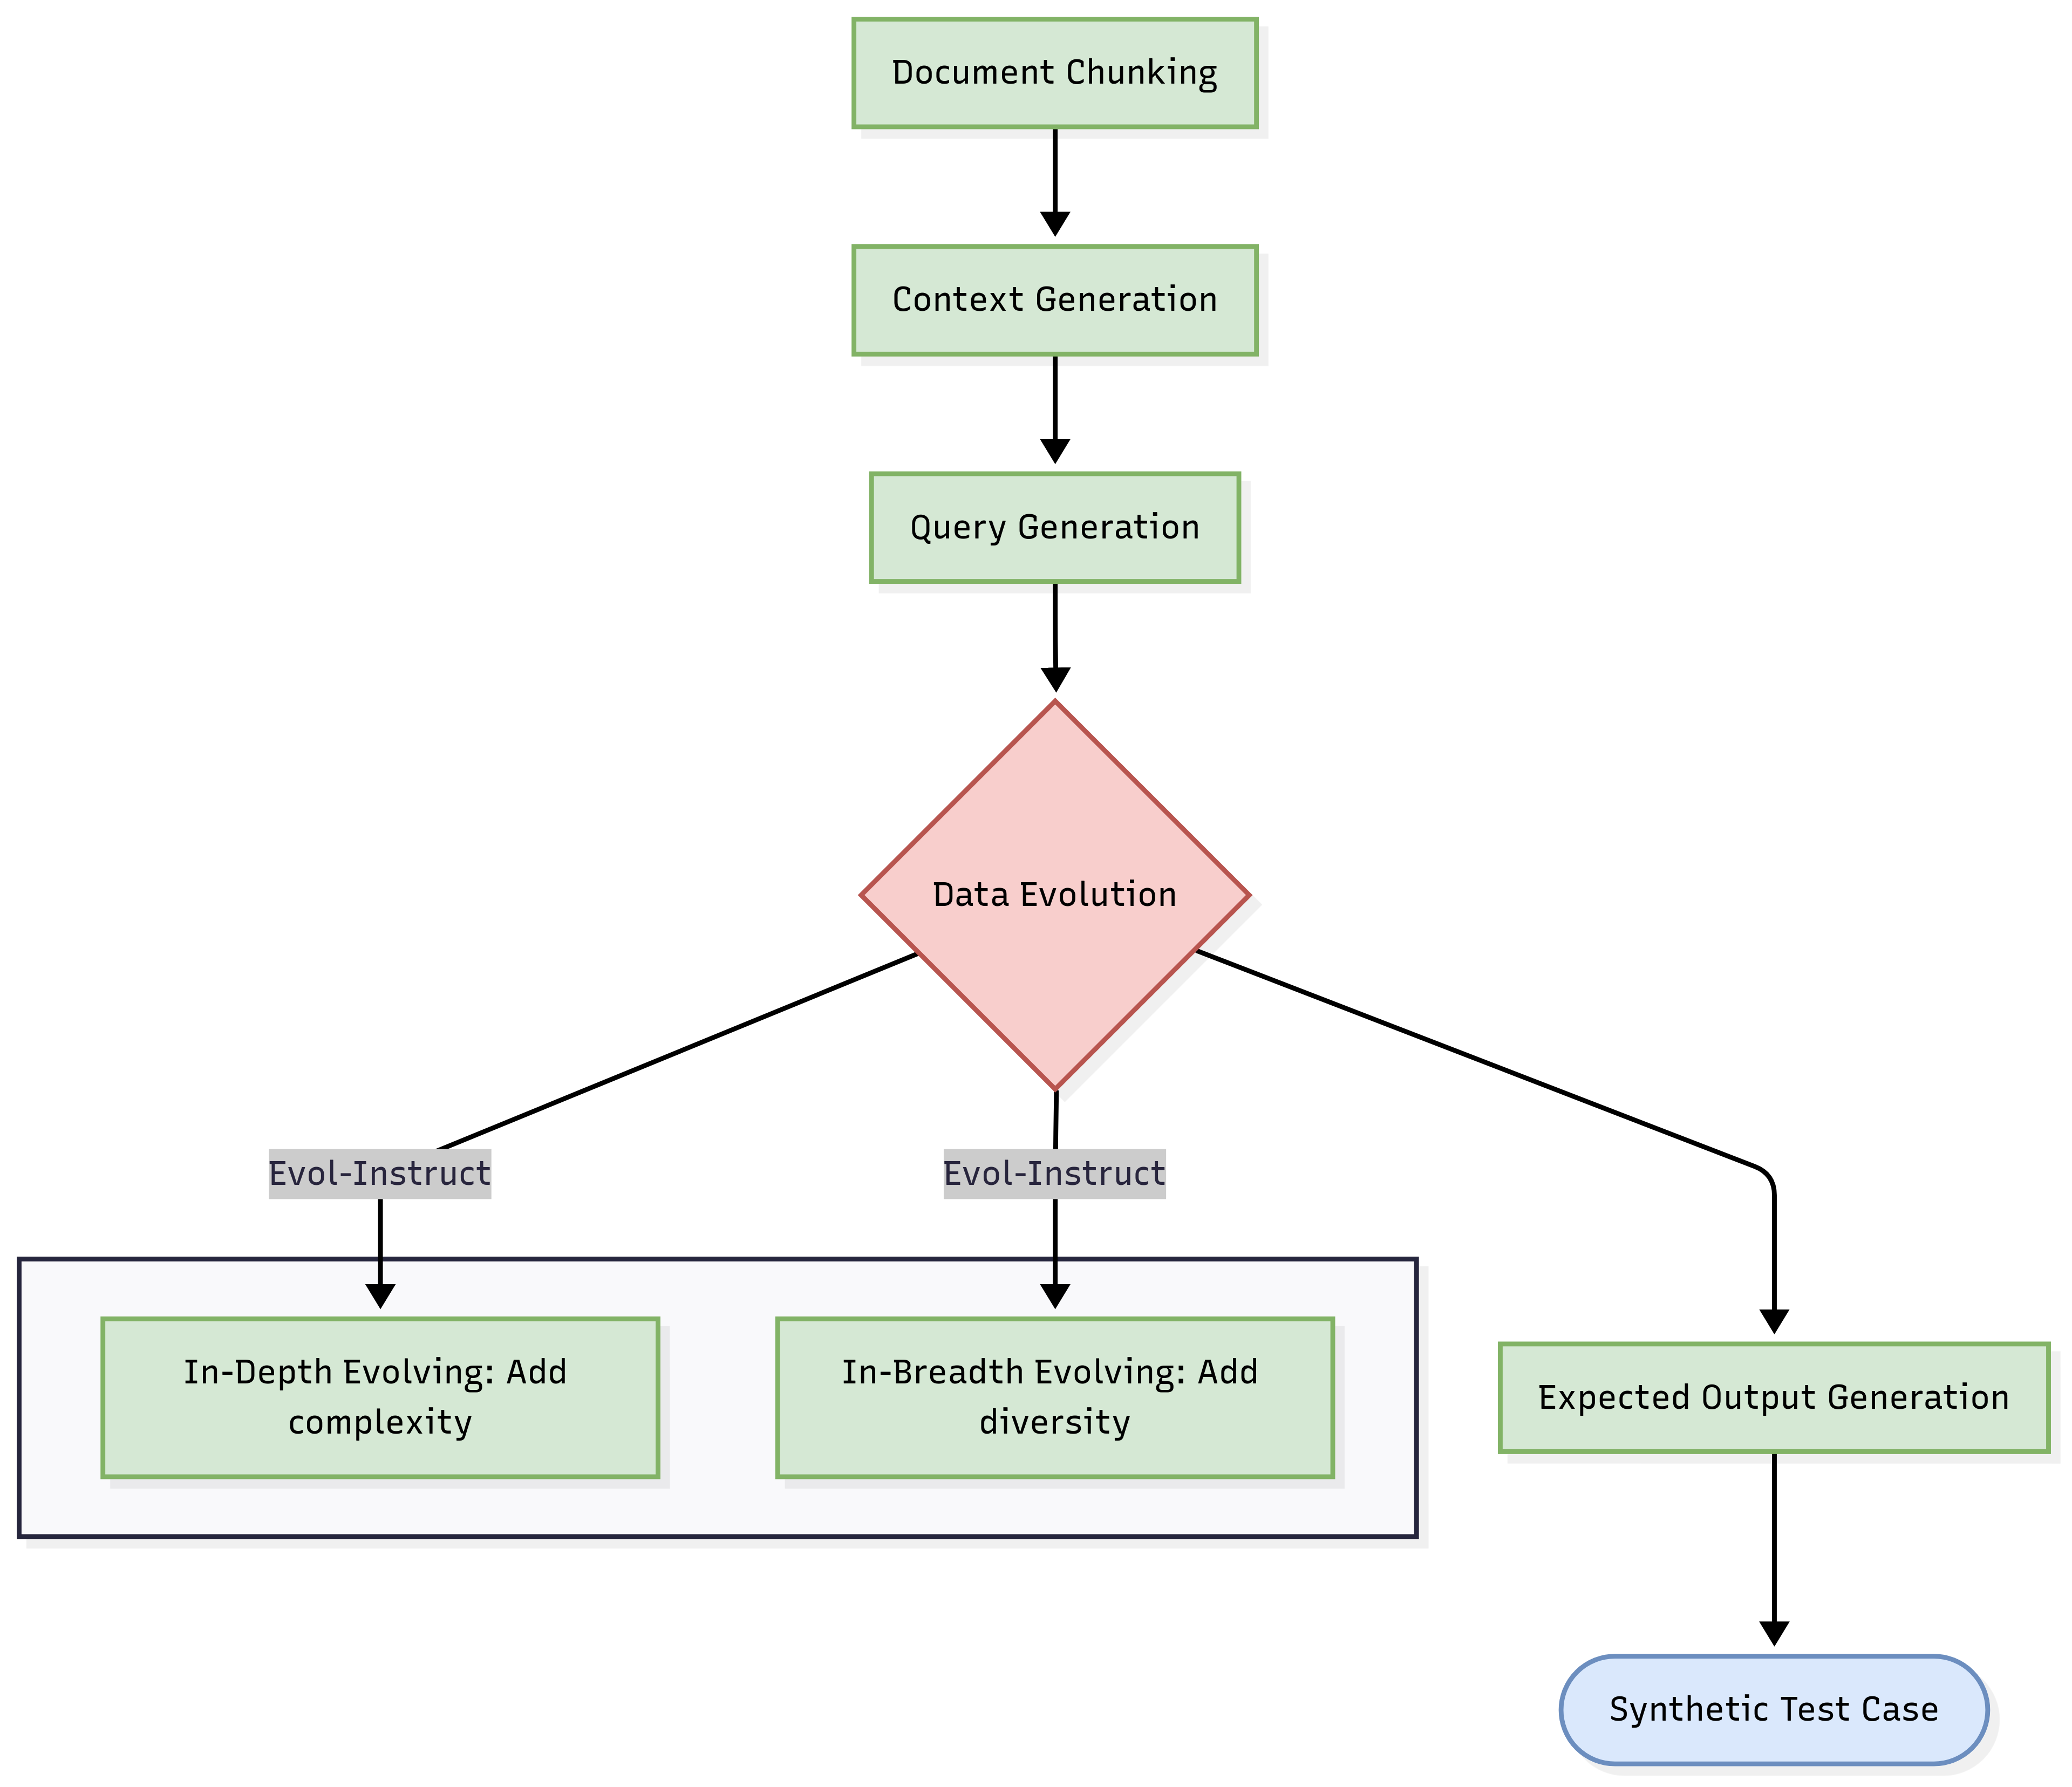 Document Chunking
Context Generation
Query Generation
Data Evolution
Evol-Instruct
Evol-Instruct
In-Depth Evolving: Add
complexity
In-Breadth Evolving: Add
diversity
Expected Output Generation
Synthetic Test Case